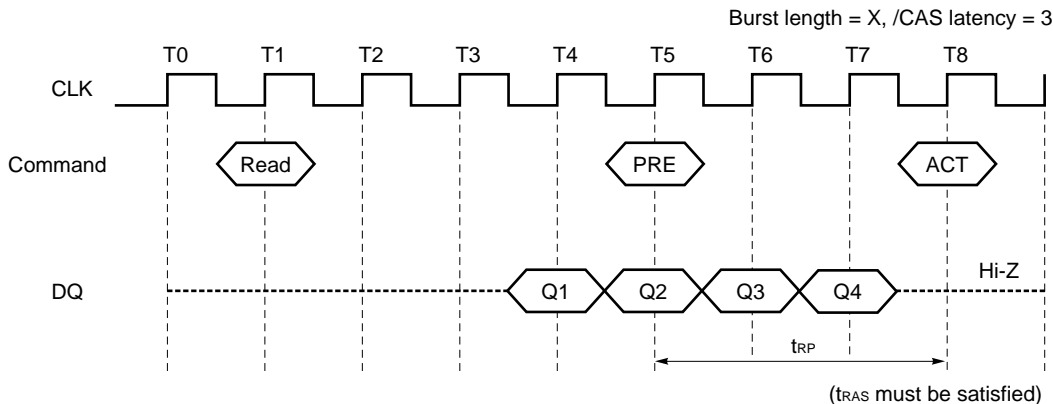 Burst length = X, /CAS latency = 3
T0 T1 T2 T3 T4 T5 T6 T7 T8
CLK
Command Read PRE ACT
Hi-Z
DQ Q1 Q2 Q3 Q4
tRP
(tRAS must be satisfied)